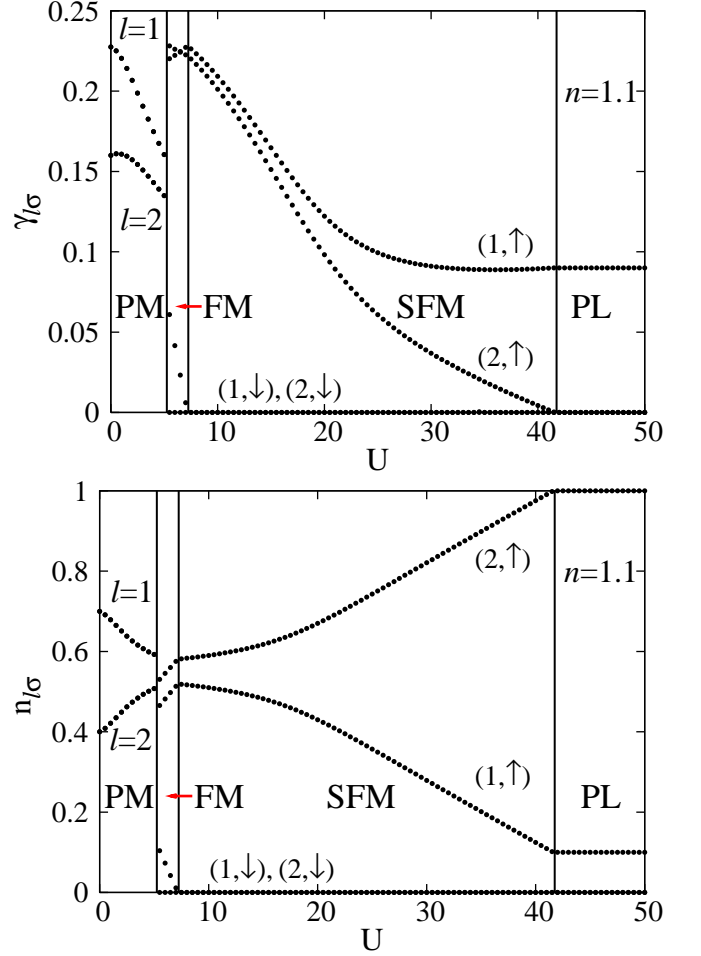 0.25
l=1
0.2
n=1.1
0.15
l=2
γlσ
0.1
(1,↑)
PM
FM
SFM
PL
0.05
(2,↑)
(1,↓),(2,↓)
0
0 10 20 30 40 50
U
1
(2,↑)
0.8
n=1.1
l=1
0.6
nlσ
0.4
l=2
(1,↑)
0.2
PM
FM
SFM
PL
(1,↓),(2,↓)
0
0 10 20 30 40 50
U